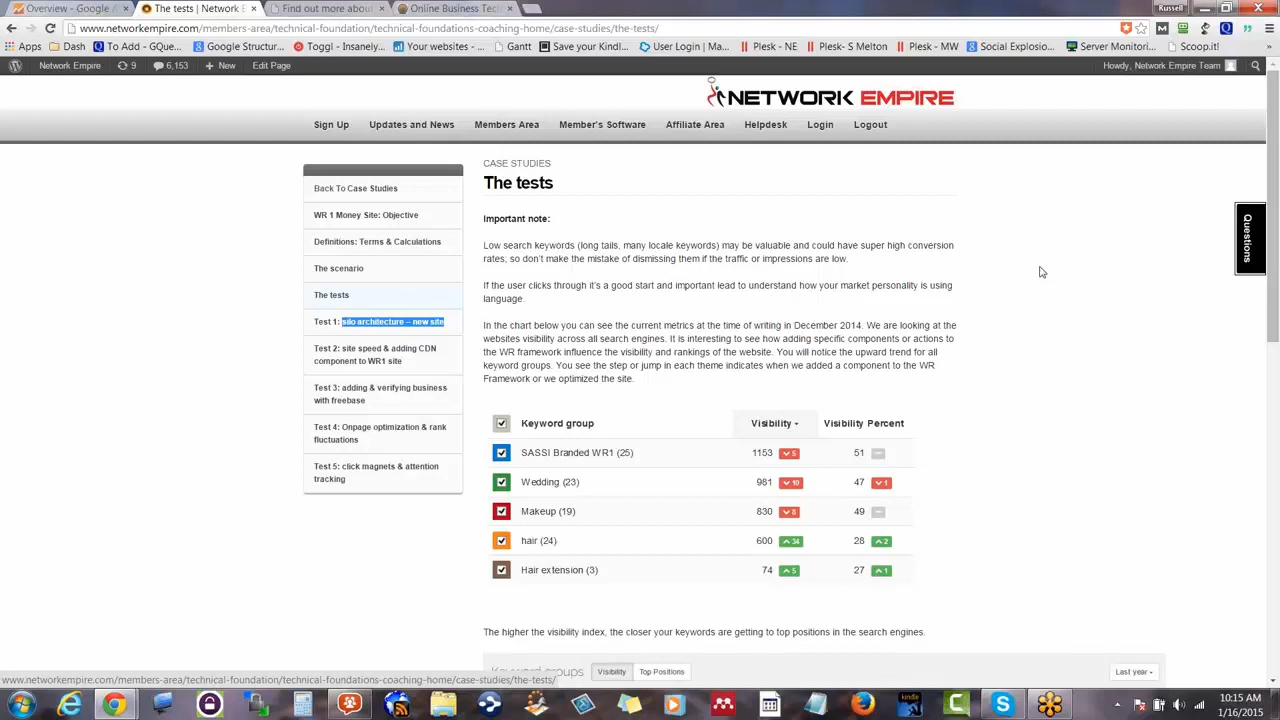 Overview - Google
The tests | Network E
Find out more about
Online Business Tech
Russell
www.networkempire.com/members-area/technical-foundation/technical-foundations-coaching-home/case-studies/the-tests/
Apps
Dash
To Add - GQue...
Google Structur...
Toggl - Insanely...
Your websites - ...
Gantt
Save your Kindl...
User Login | Ma...
Plesk - NE
Plesk- S Melton
Plesk - MW
Social Explosio...
Server Monitori...
Scoop.it!
Network Empire
9
6,153
New
Edit Page
Howdy, Network Empire Team
NETWORK EMPIRE
Sign Up
Updates and News
Members Area
Member's Software
Affiliate Area
Helpdesk
Login
Logout
Back To Case Studies
WR 1 Money Site: Objective
Definitions: Terms & Calculations
The scenario
The tests
Test 1: silo architecture – new site
Test 2: site speed & adding CDN
component to WR1 site
Test 3: adding & verifying business
with freebase
Test 4: Onpage optimization & rank
fluctuations
Test 5: click magnets & attention
tracking
CASE STUDIES
The tests
Important note:
Low search keywords (long tails, many locale keywords) may be valuable and could have super high conversion
rates, so don't make the mistake of dismissing them if the traffic or impressions are low.
If the user clicks through it's a good start and important lead to understand how your market personality is using
language.
In the chart below you can see the current metrics at the time of writing in December 2014. We are looking at the
websites visibility across all search engines. It is interesting to see how adding specific components or actions to
the WR framework influence the visibility and rankings of the website. You will notice the upward trend for all
keyword groups. You see the step or jump in each theme indicates when we added a component to the WR
Framework or we optimized the site.
Keyword group Visibility Visibility Percent
SASSI Branded WR1 (25) 1153 5 51
Wedding (23) 981 10 47 1
Makeup (19) 830 8 49
hair (24) 600 34 28 2
Hair extension (3) 74 5 27 1
The higher the visibility index, the closer your keywords are getting to top positions in the search engines.
Keyword groups
Visibility
Top Positions
Last year
Questions
www.networkempire.com/members-area/technical-foundation/technical-foundations-coaching-home/case-studies/the-tests/
kindle
10:15 AM
1/16/2015